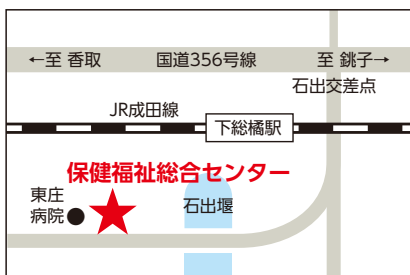 ←至 香取 国道356号線 至 銚子→
石出交差点
JR成田線
下総橘駅
保健福祉総合センター
東庄
病院
石出堰